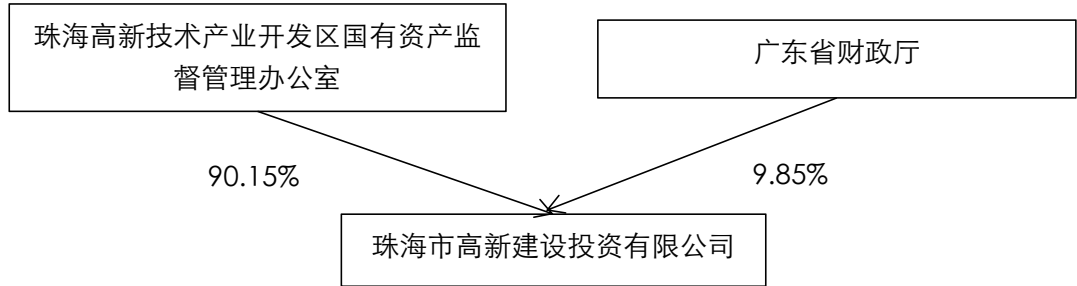 珠海高新技术产业开发区国有资产监
督管理办公室
广东省财政厅
90.15%
9.85%
珠海市高新建设投资有限公司